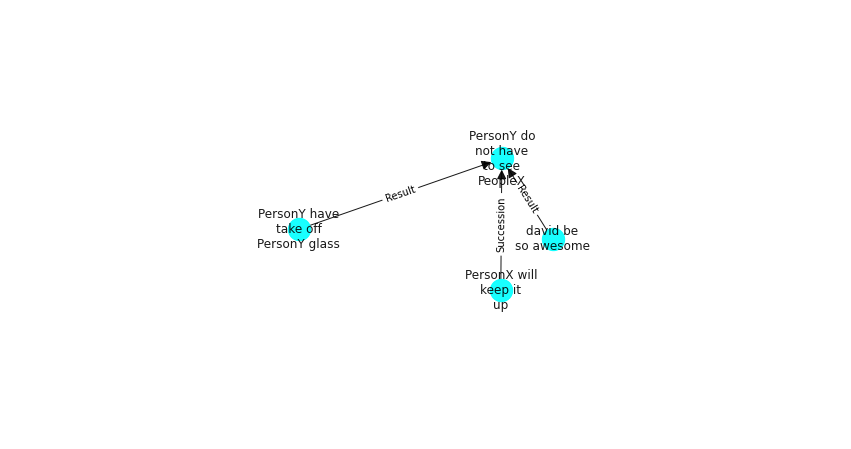 PersonY do
not have
to see
PeopleX
Result
PersonY have
take off
PersonY glass
Succession
Result
david be
so awesome
PersonX will
keep it
up